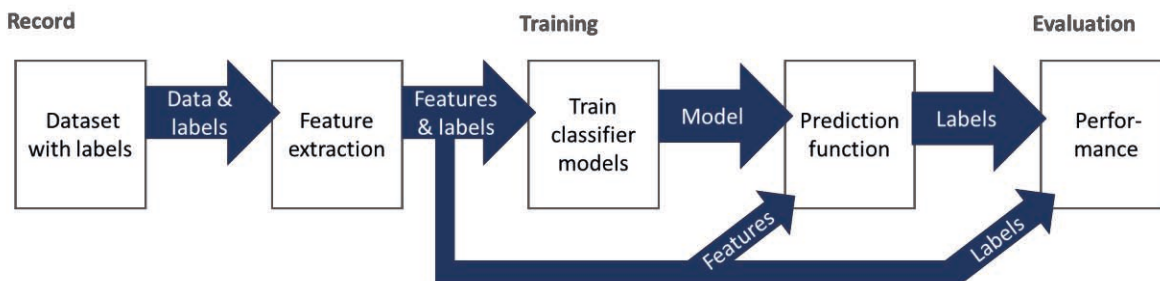 Record
Training
Evaluation
Dataset
with labels
Data &
labels
Feature
extraction
Features
& labels
Train
classifier
models
Model
Prediction
function
Labels
Perfor-
mance
Features
Labels